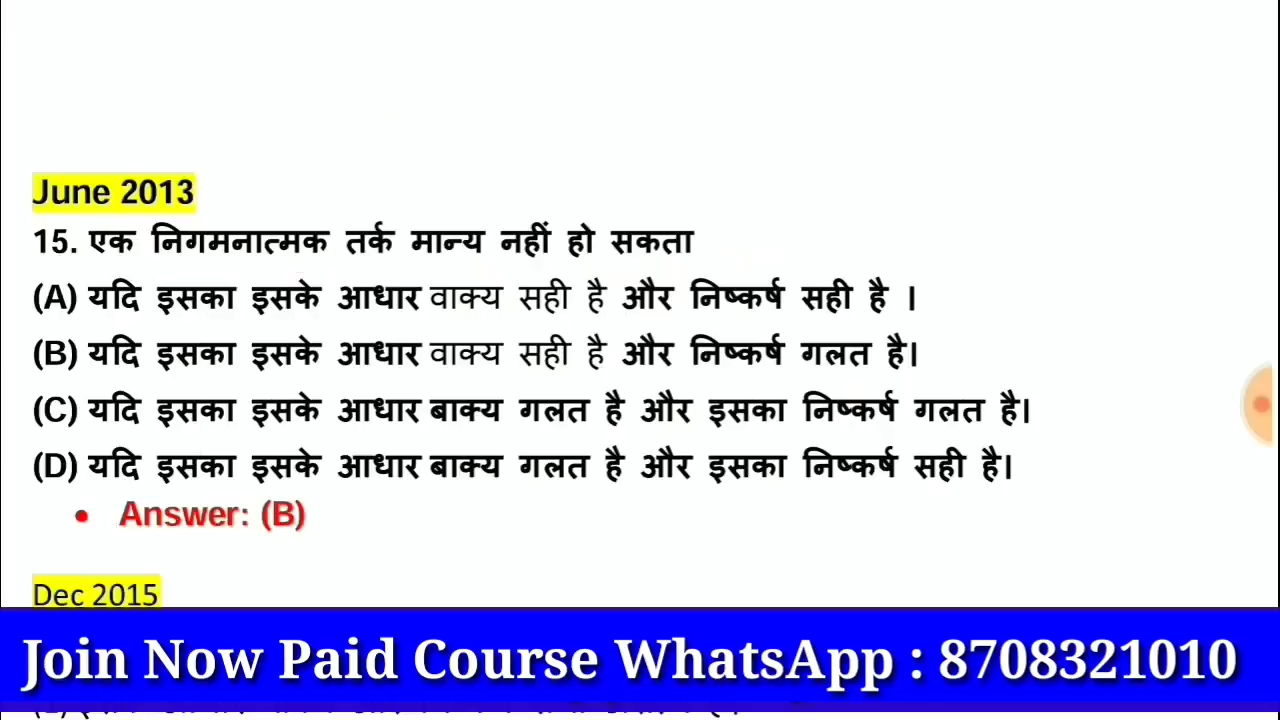 June 2013
15. एक निगमनात्मक तर्क मान्य नहीं हो सकता
(A) यदि इसका इसके आधार वाक्य सही है और निष्कर्ष सही है ।
(B) यदि इसका इसके आधार वाक्य सही है और निष्कर्ष गलत है।
(C) यदि इसका इसके आधार बाक्य गलत है और इसका निष्कर्ष गलत है।
(D) यदि इसका इसके आधार बाक्य गलत है और इसका निष्कर्ष सही है।
• Answer: (B)
Dec 2015
Join Now Paid Course WhatsApp : 8708321010